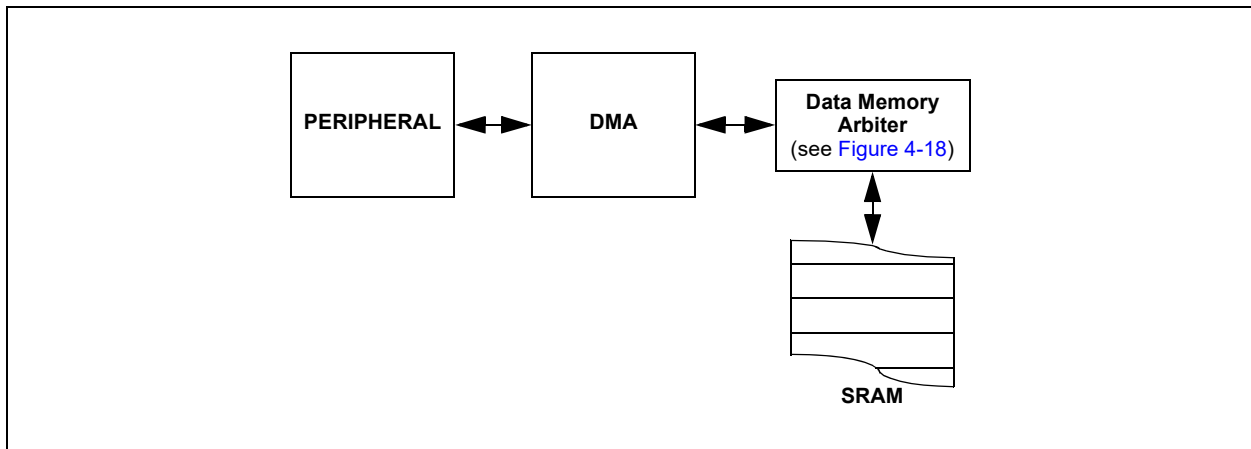 PERIPHERAL
DMA
Data Memory
Arbiter
(see Figure 4-18)
SRAM